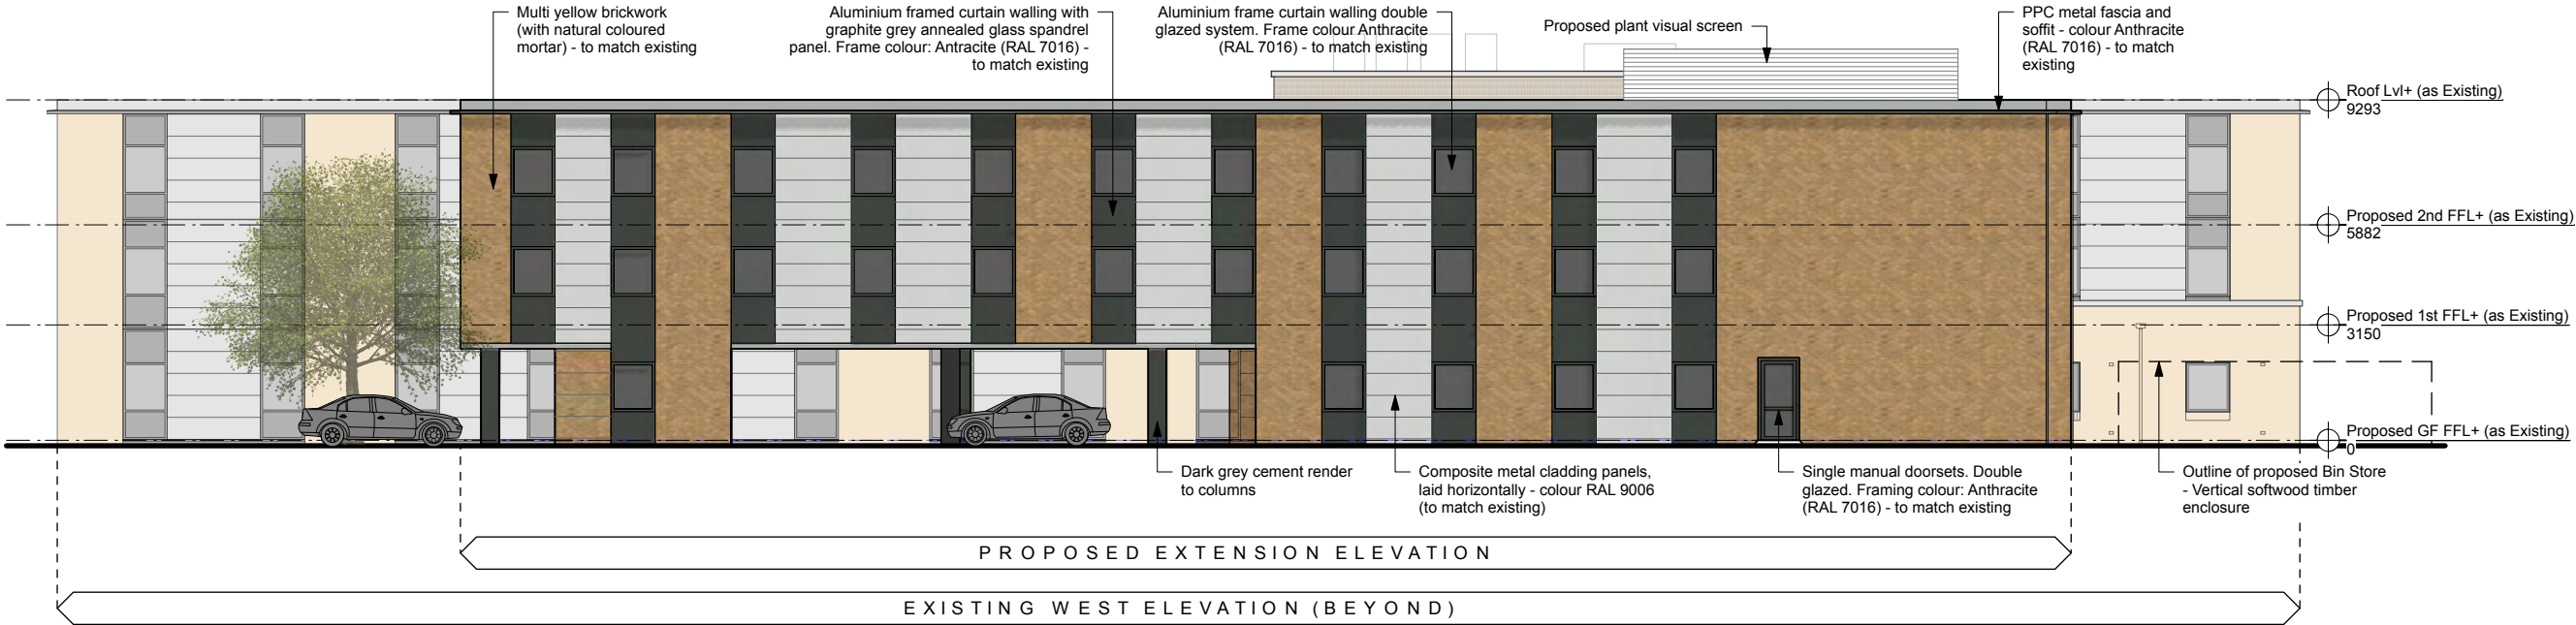 Multi yellow brickwork
(with natural coloured
mortar) - to match existing
Aluminium framed curtain walling with
graphite grey annealed glass spandrel
panel. Frame colour: Antracite (RAL 7016) -
to match existing
Aluminium frame curtain walling double
glazed system. Frame colour Anthracite
(RAL 7016) - to match existing
Proposed plant visual screen
PPC metal fascia and
soffit - colour Anthracite
(RAL 7016) - to match
existing
Roof Lvl+ (as Existing)
9293
Proposed 2nd FFL+ (as Existing)
5882
Proposed 1st FFL+ (as Existing)
3150
Proposed GF FFL+ (as Existing)
0
Dark grey cement render
to columns
Composite metal cladding panels,
laid horizontally - colour RAL 9006
(to match existing)
Single manual doorsets. Double
glazed. Framing colour: Anthracite
(RAL 7016) - to match existing
Outline of proposed Bin Store
- Vertical softwood timber
enclosure
PROPOSED EXTENSION ELEVATION
EXISTING WEST ELEVATION (BEYOND)